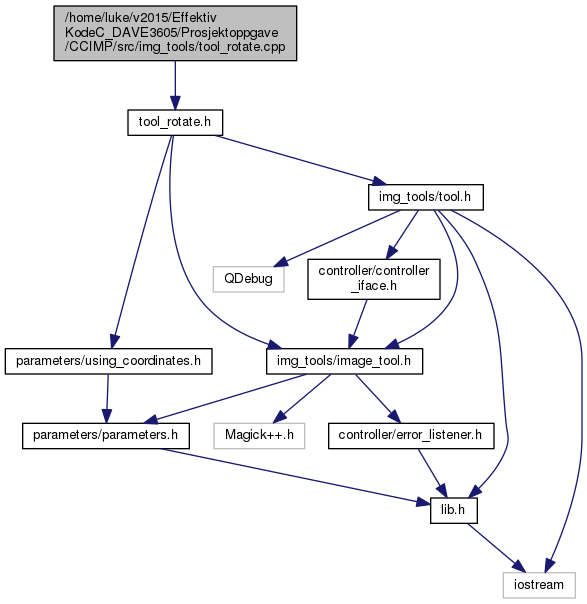 /home/luke/v2015/Effektiv
KodeC_DAVE3605/Prosjektoppgave
/CCIMP/src/img_tools/tool_rotate.cpp
tool_rotate.h
img_tools/tool.h
QDebug
controller/controller
_iface.h
parameters/using_coordinates.h
img_tools/image_tool.h
parameters/parameters.h
Magick++.h
controller/error_listener.h
lib.h
iostream